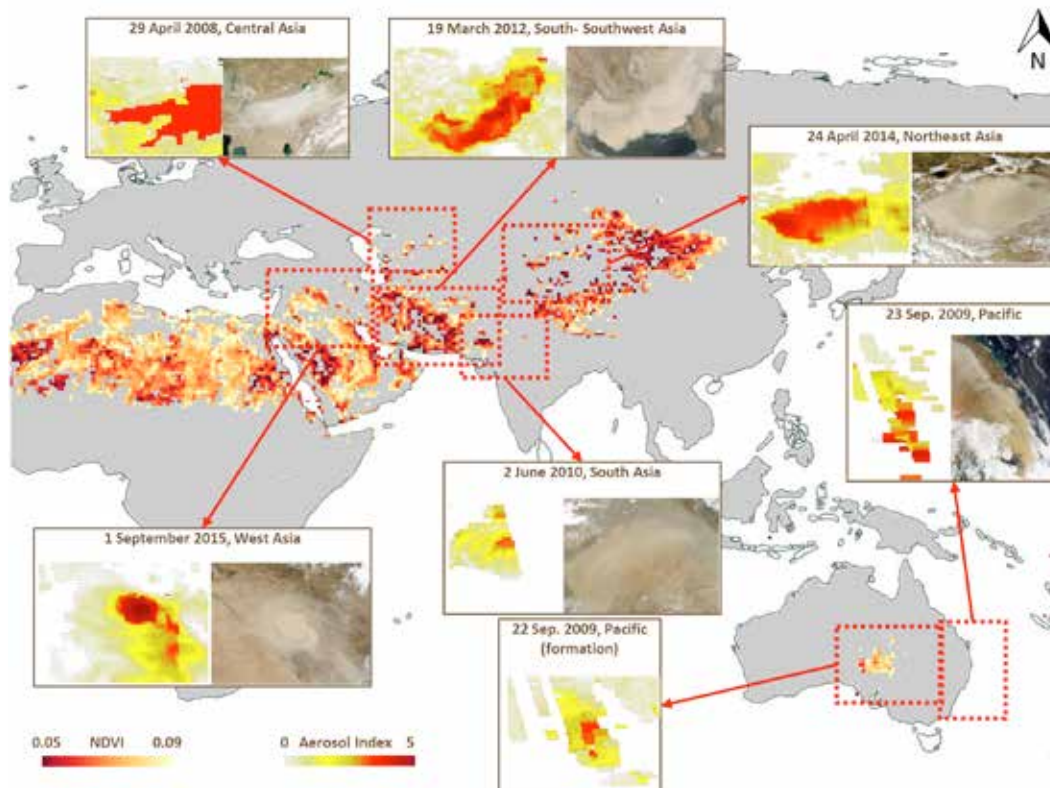 29 April 2008, Central Asia
19 March 2012, South- Southwest Asia
N
24 April 2014, Northeast Asia
23 Sep. 2009, Pacific
2 June 2010, South Asia
1 September 2015, West Asia
22 Sep. 2009, Pacific
(formation)
0.05 NDVI 0.09
0 Aerosol Index 5